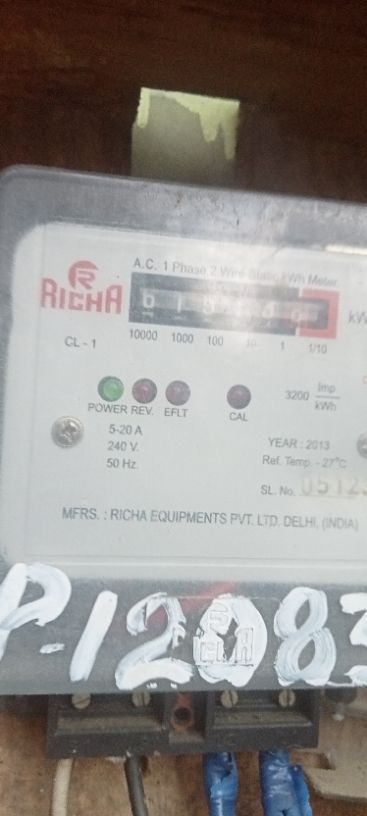 A.C. 1 Phase 2 Wire Static kWh Meter
RICHA
10000 1000 100 10 1 1/10
CL - 1
3200 Imp/kWh
POWER REV. EFLT CAL
5-20 A
240 V.
50 Hz.
YEAR : 2013
Ref. Temp. - 27°C
SL. No.
MFRS. : RICHA EQUIPMENTS PVT. LTD. DELHI, (INDIA)
P-12083